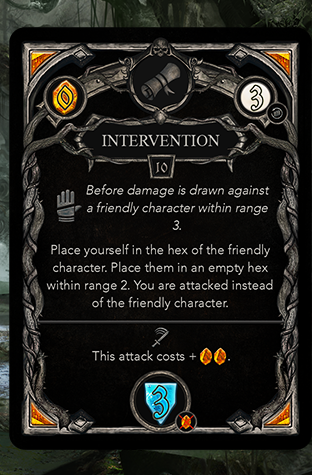 0
3
INTERVENTION
10
Before damage is drawn against
a friendly character within range
3.
Place yourself in the hex of the friendly
character. Place them in an empty hex
within range 2. You are attacked instead
of the friendly character.
This attack costs + .
3